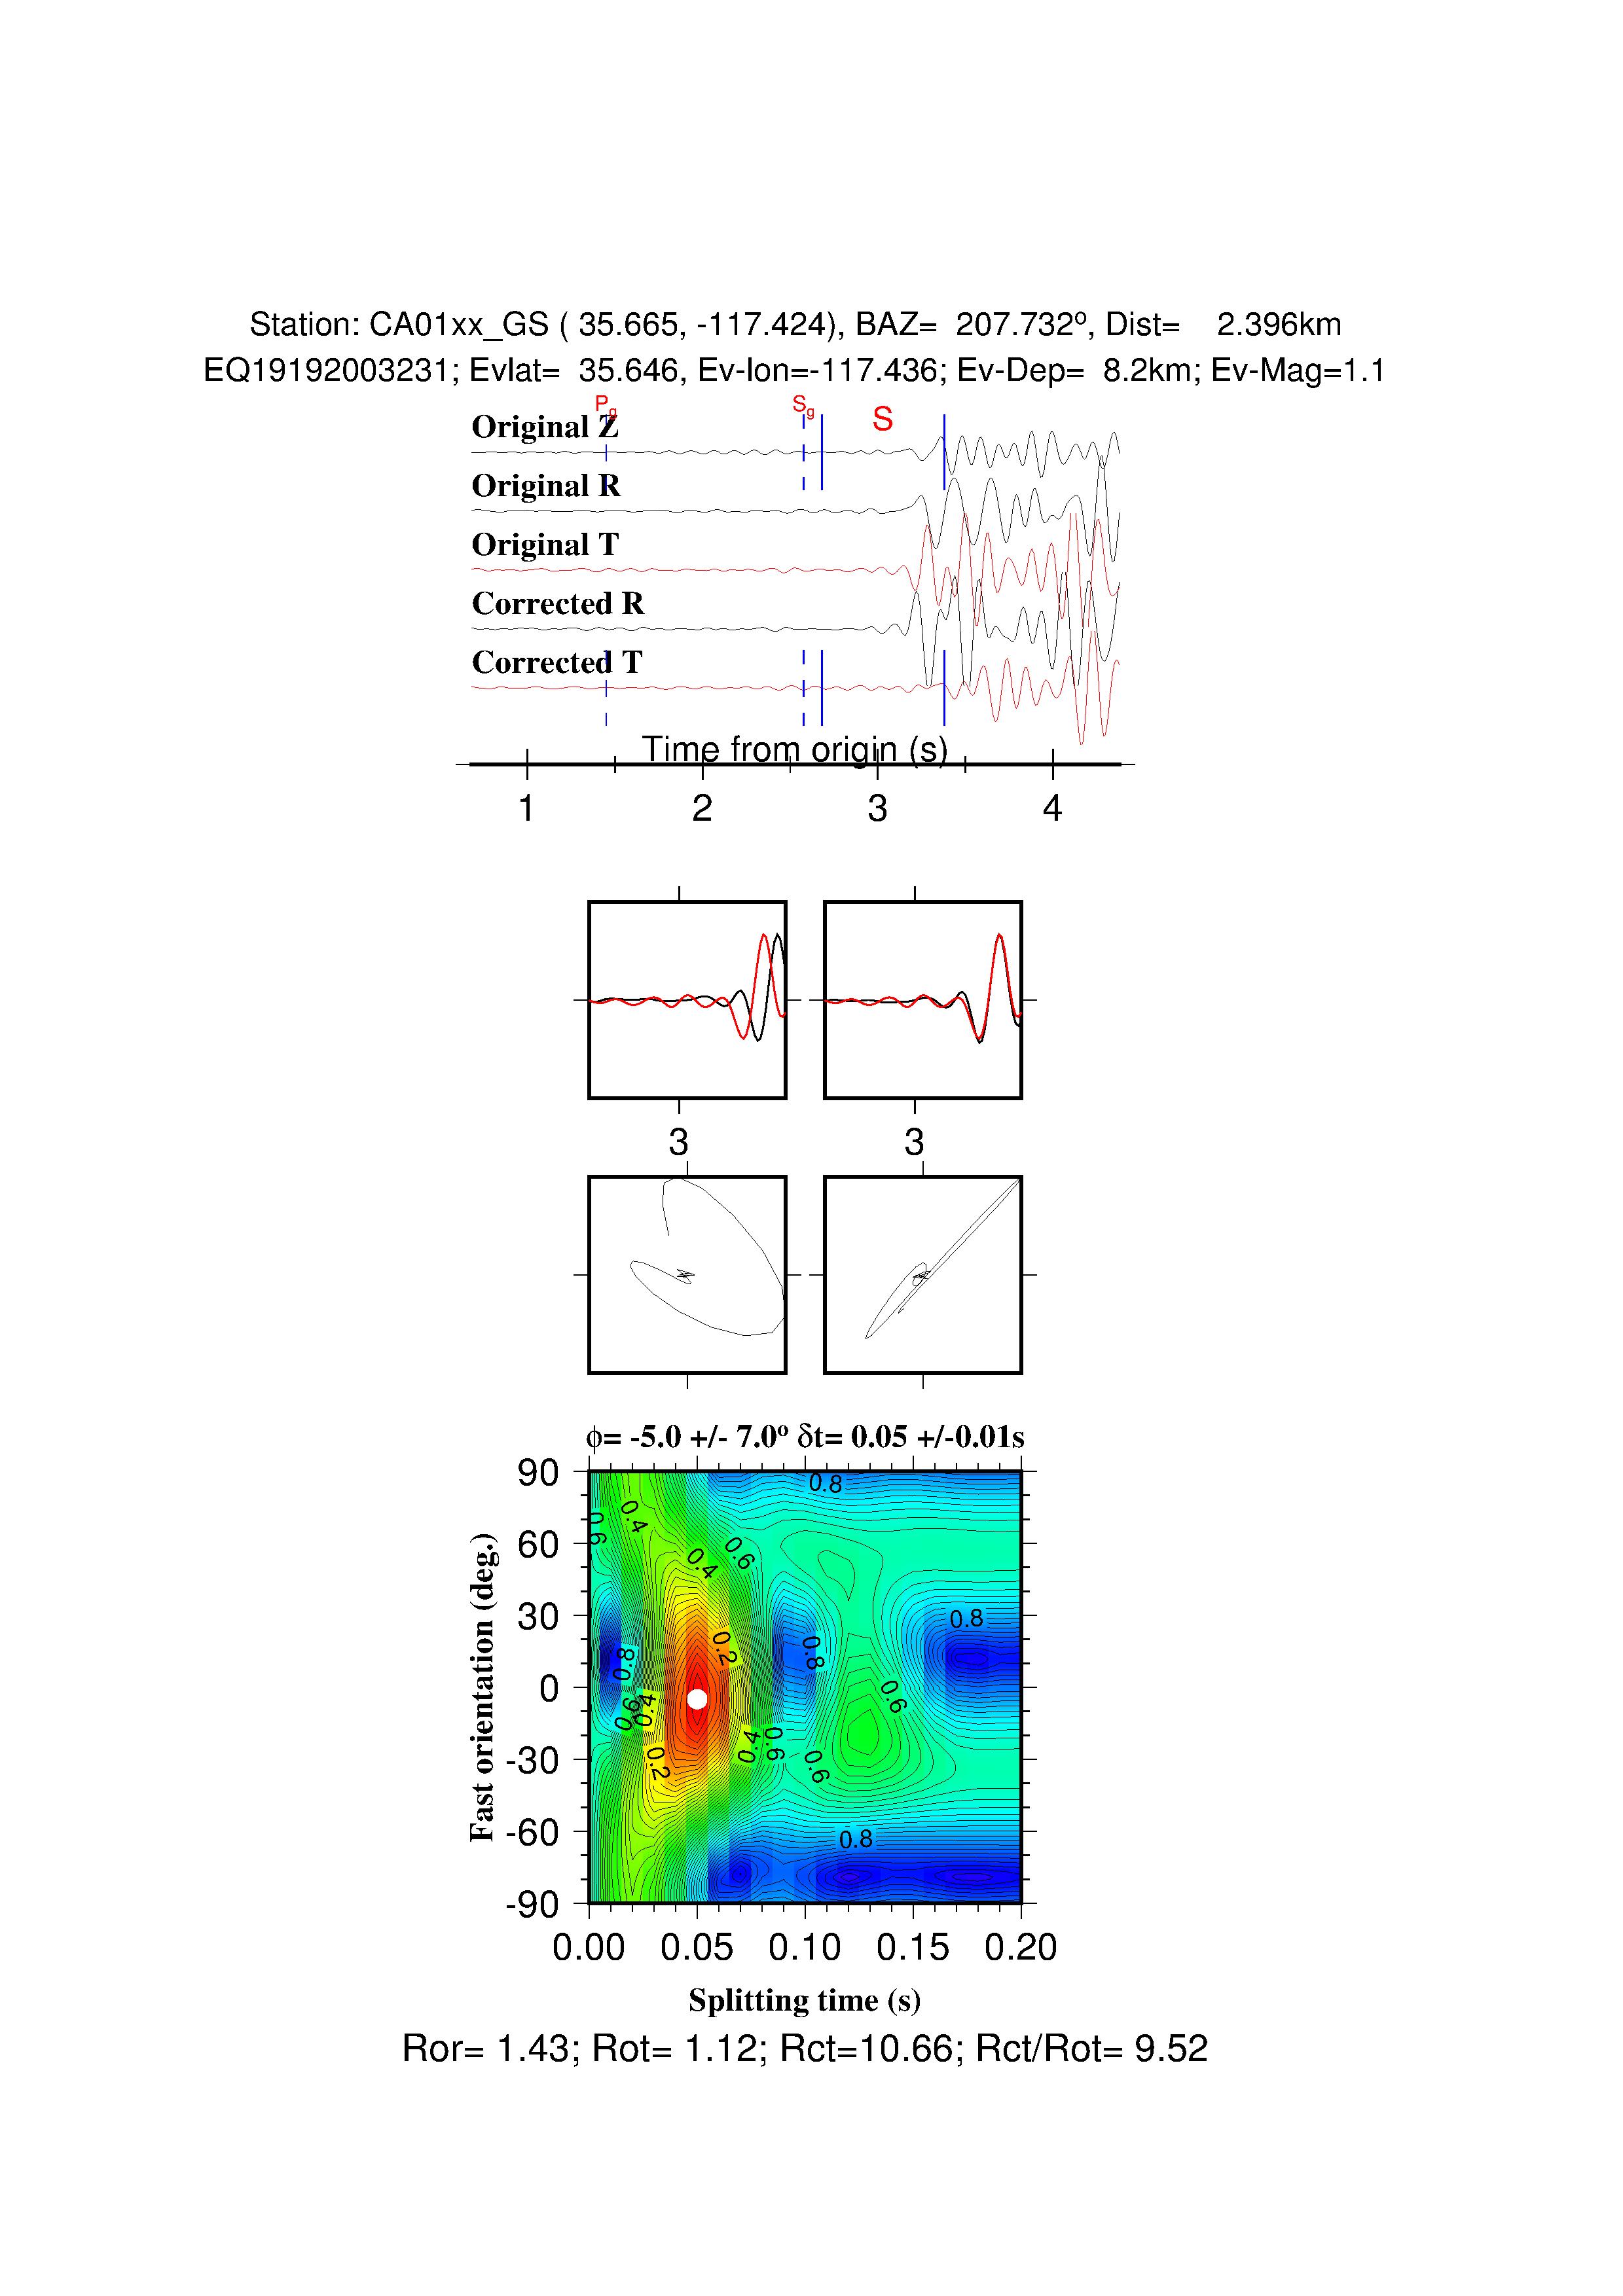 Station: CA01xx_GS ( 35.665, -117.424), BAZ= 207.732º, Dist= 2.396km
EQ19192003231; Evlat= 35.646, Ev-lon=-117.436; Ev-Dep= 8.2km; Ev-Mag=1.1
Pg Sg S
Original Z
Original R
Original T
Corrected R
Corrected T
Time from origin (s)
1 2 3 4
3 3
ϕ= -5.0 +/- 7.0º δt= 0.05 +/-0.01s
Fast orientation (deg.)
90
60
30
0
-30
-60
-90
0.8
0.6 0.4
0.4 0.6
0.8
0.8 0.2 0.8
0.6 0.4 0.6
0.2 0.4 0.6 0.6
0.8
0.00 0.05 0.10 0.15 0.20
Splitting time (s)
Ror= 1.43; Rot= 1.12; Rct=10.66; Rct/Rot= 9.52